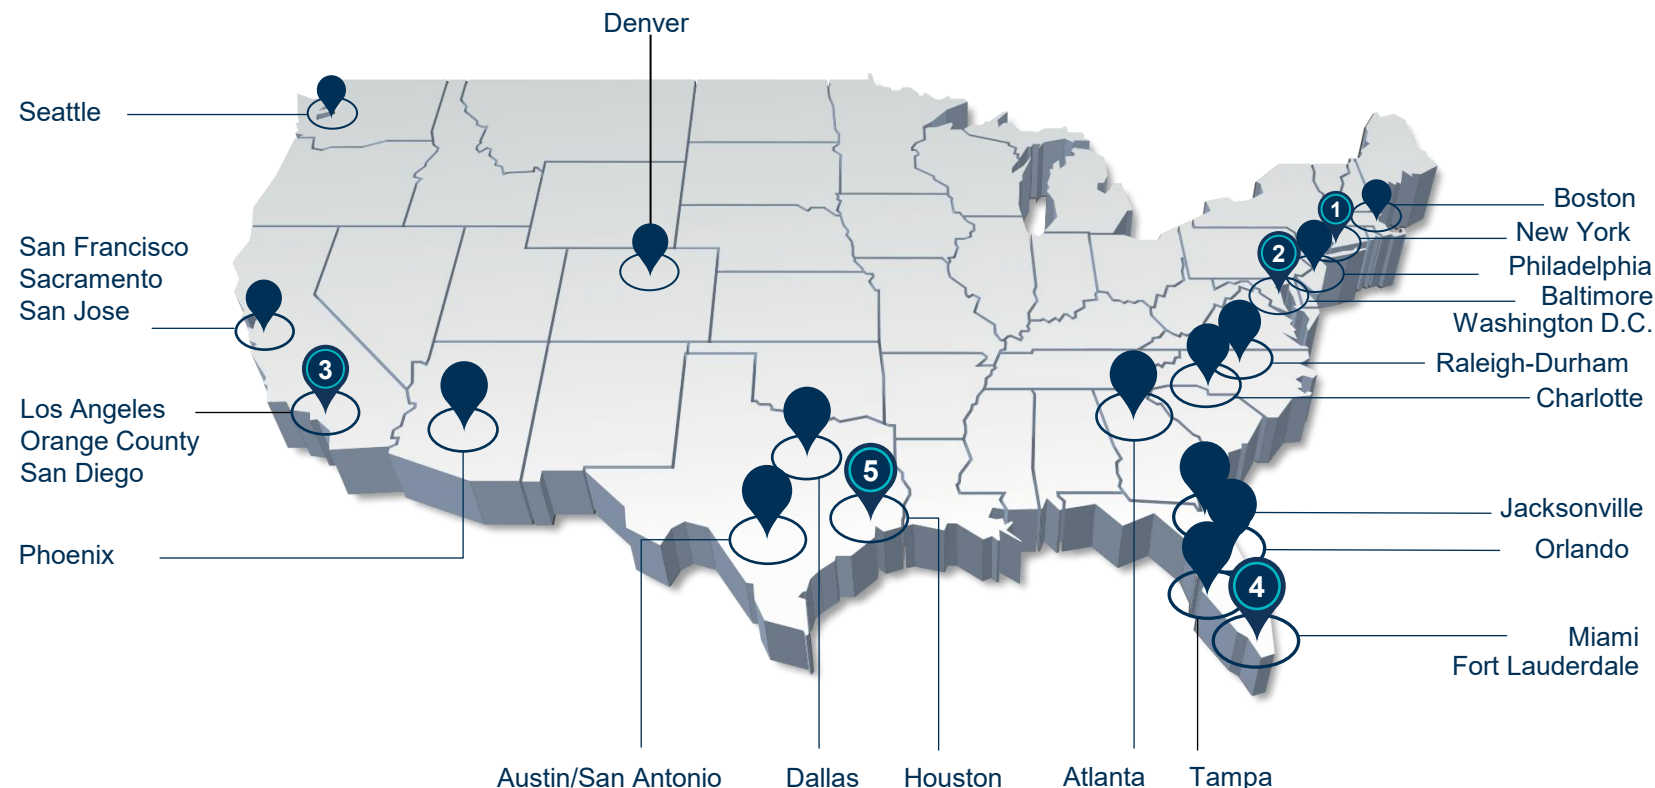 Denver
Seattle
Boston
1
New York
San Francisco
2
Philadelphia
Sacramento
Baltimore
San Jose
Washington D.C.
Raleigh-Durham
3
Los Angeles
Charlotte
Orange County
San Diego
5
Jacksonville
Phoenix
Orlando
4
Miami
Fort Lauderdale
Austin/San Antonio
Dallas
Houston
Atlanta
Tampa